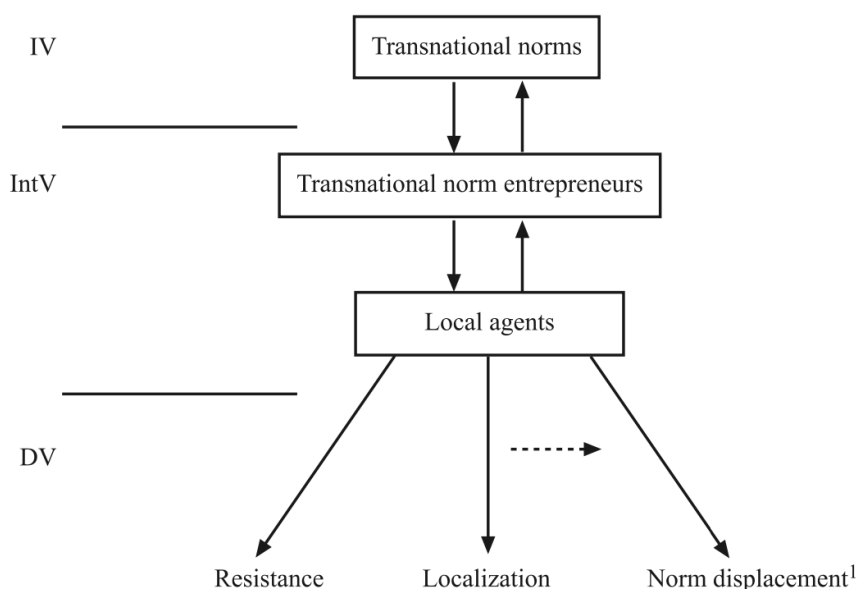 IV
Transnational norms
IntV
Transnational norm entrepreneurs
Local agents
DV
Resistance
Localization
Norm displacement¹